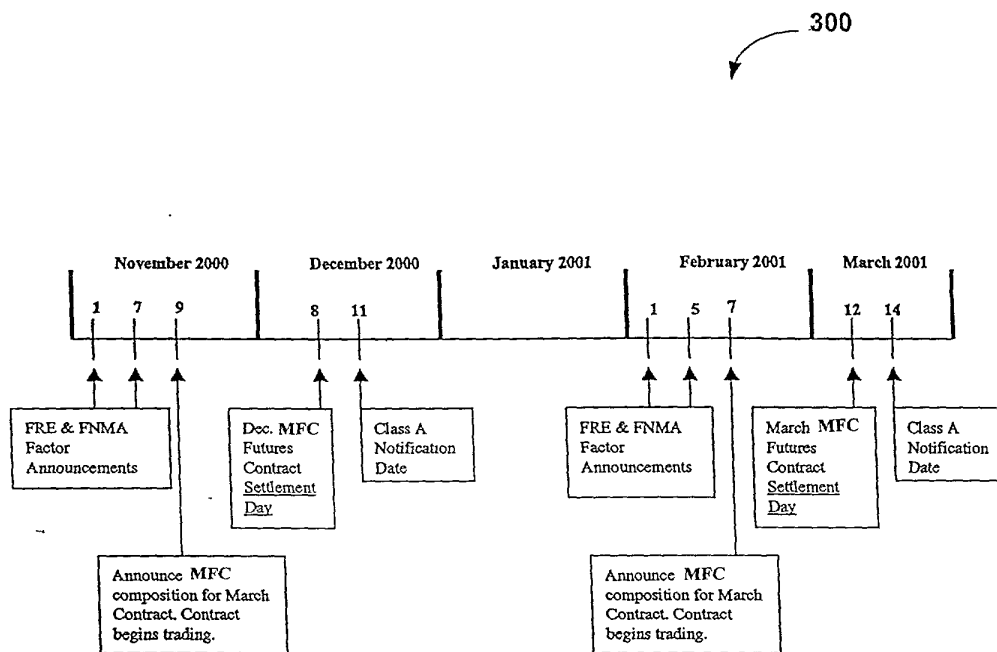 300
November 2000 December 2000 January 2001 February 2001 March 2001
1 7 9 8 11 1 5 7 12 14
FRE & FNMA
Factor
Announcements
Dec. MFC
Futures
Contract
Settlement
Day
Class A
Notification
Date
FRE & FNMA
Factor
Announcements
March MFC
Futures
Contract
Settlement
Day
Class A
Notification
Date
Announce MFC
composition for March
Contract. Contract
begins trading.
Announce MFC
composition for March
Contract. Contract
begins trading.